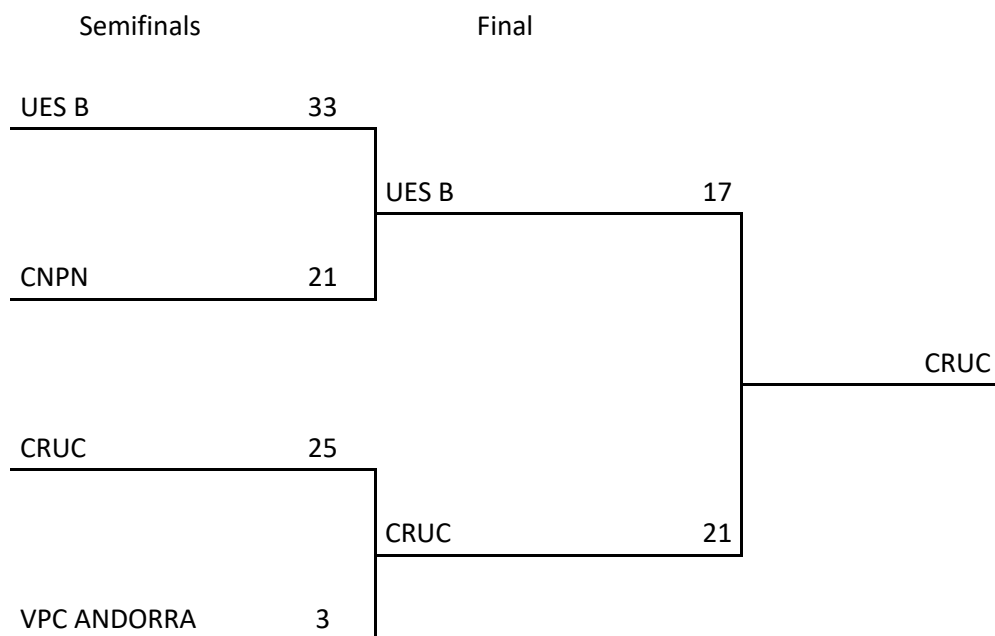 Semifinals Final
UES B 33
UES B 17
CNPN 21
CRUC
CRUC 25
CRUC 21
VPC ANDORRA 3